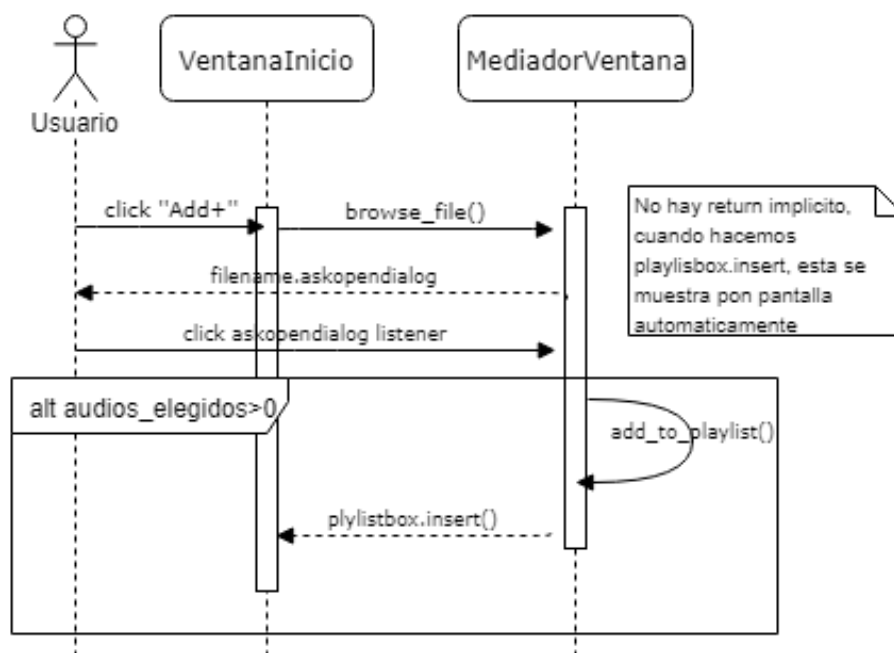 VentanaInicio
MediadorVentana
Usuario
click "Add+"
browse_file()
No hay return implicito,
cuando hacemos
playlisbox.insert, esta se
muestra pon pantalla
automaticamente
filename.askopendialog
click askopendialog listener
alt audios_elegidos>0
add_to_playlist()
plylistbox.insert()